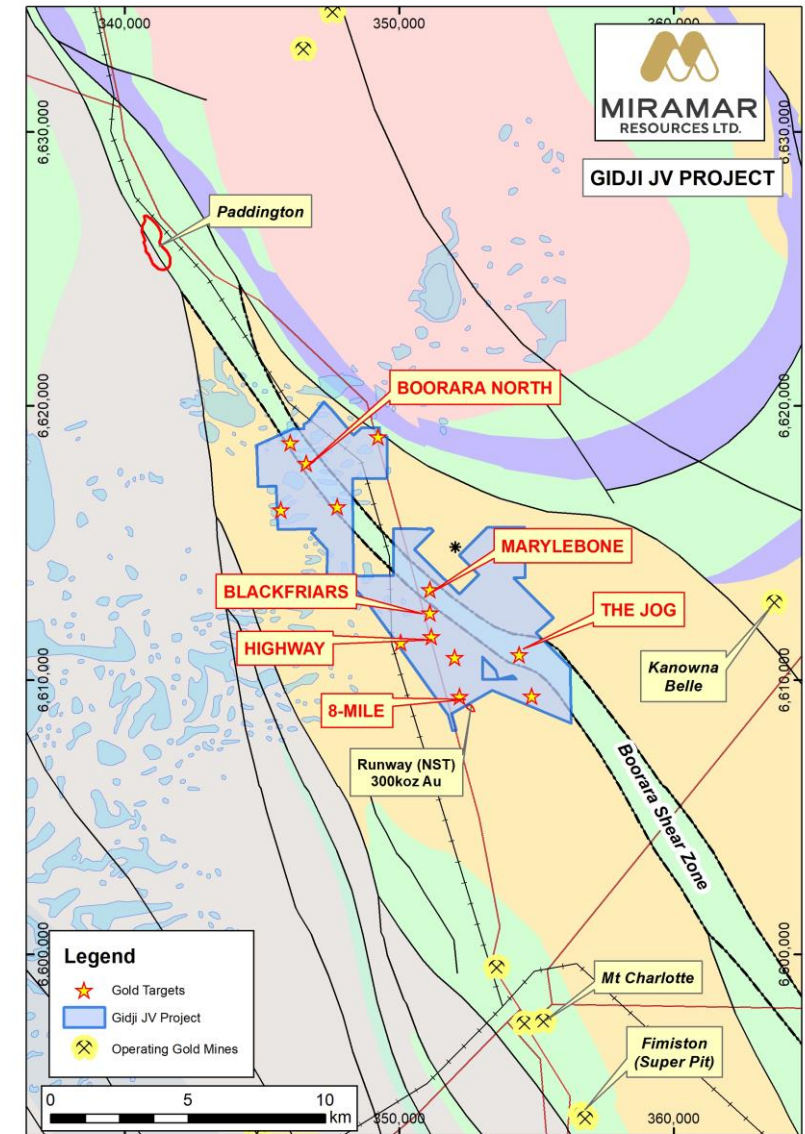 340,000
350,000
360,000
MIRAMAR
RESOURCES LTD.
GIDJI JV PROJECT
6,630,000
6,630,000
Paddington
BOORARA NORTH
6,620,000
6,620,000
MARYLEBONE
BLACKFRIARS
THE JOG
HIGHWAY
Kanowna
Belle
6,610,000
6,610,000
8-MILE
Runway (NST)
300koz Au
Boorara Shear Zone
6,600,000
6,600,000
Legend
Gold Targets
Gidji JV Project
Operating Gold Mines
Mt Charlotte
Fimiston
(Super Pit)
0
5
10
km
350,000
360,000